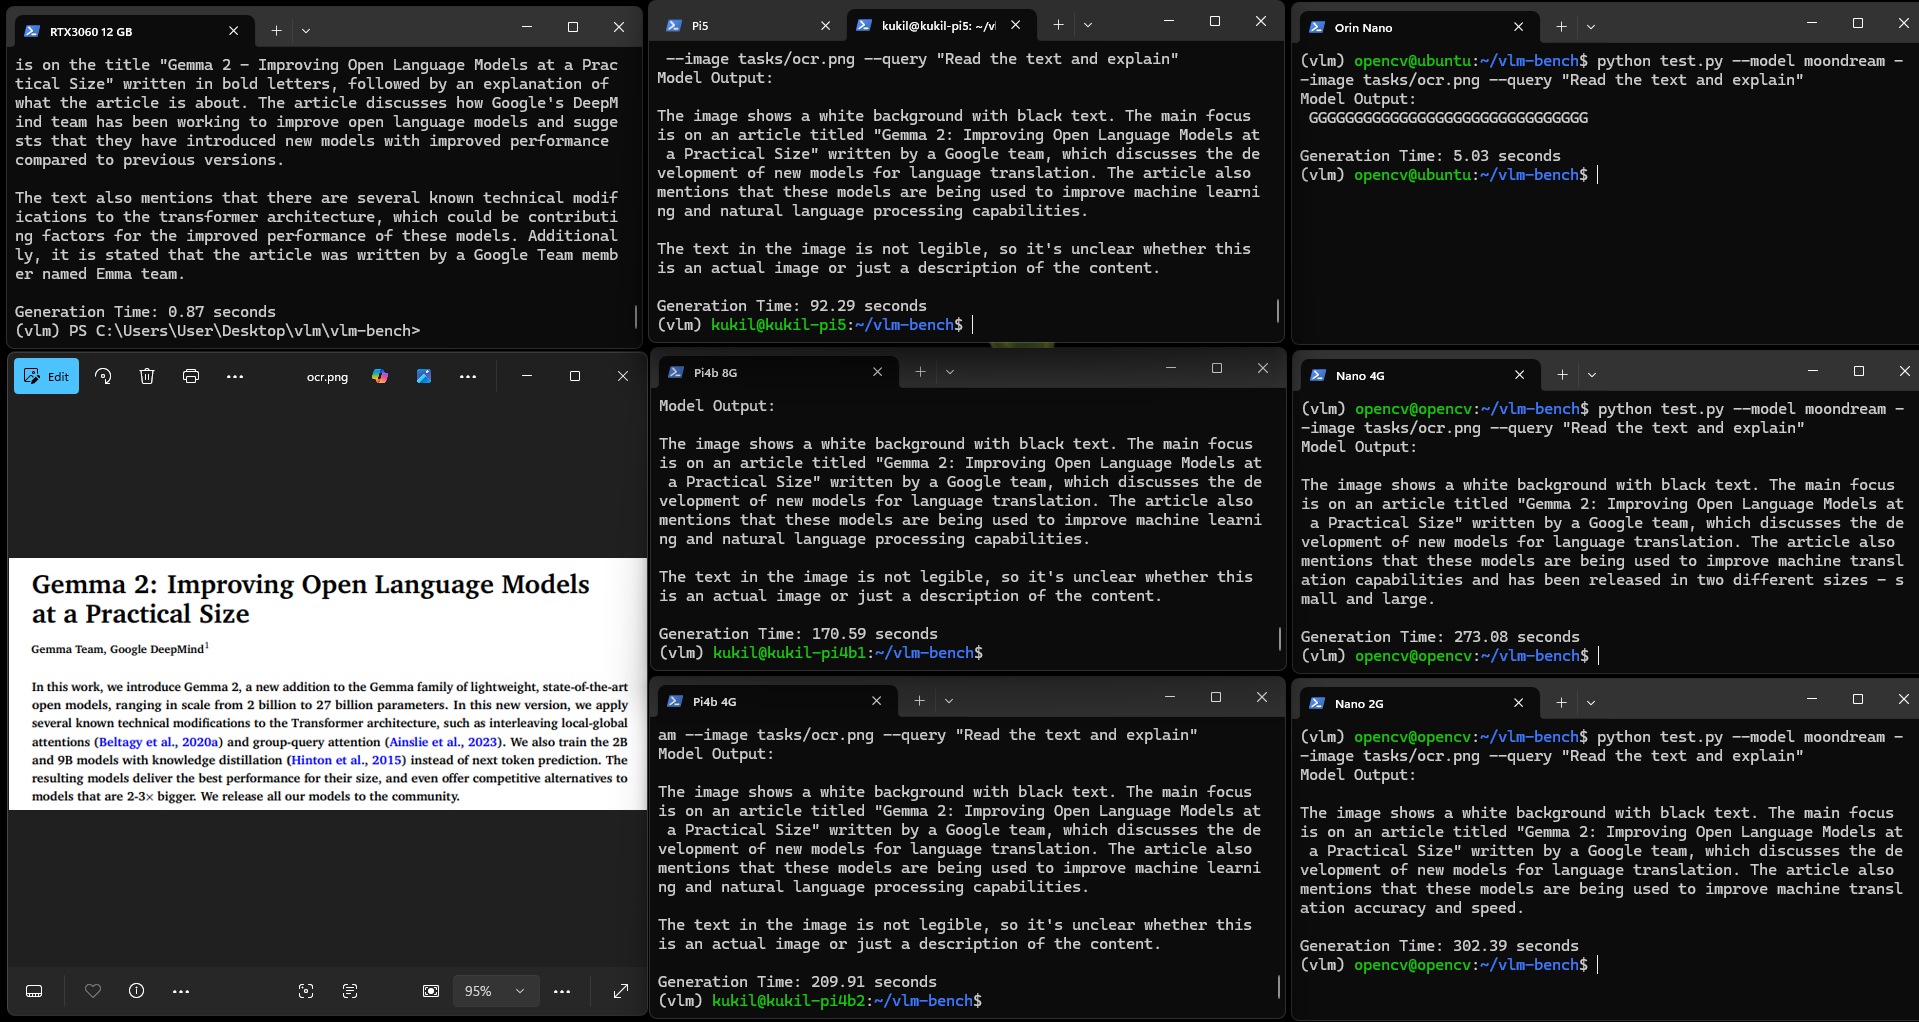 RTX3060 12 GB
is on the title "Gemma 2 - Improving Open Language Models at a Prac
tical Size" written in bold letters, followed by an explanation of
what the article is about. The article discusses how Google's DeepM
ind team has been working to improve open language models and sugge
sts that they have introduced new models with improved performance
compared to previous versions.
The text also mentions that there are several known technical modif
ications to the transformer architecture, which could be contributi
ng factors for the improved performance of these models. Additional
ly, it is stated that the article was written by a Google Team memb
er named Emma team.
Generation Time: 0.87 seconds
(vlm) PS C:\Users\User\Desktop\vlm\vlm-bench>
Edit
ocr.png
Gemma 2: Improving Open Language Models
at a Practical Size
Gemma Team, Google DeepMind¹
In this work, we introduce Gemma 2, a new addition to the Gemma family of lightweight, state-of-the-art
open models, ranging in scale from 2 billion to 27 billion parameters. In this new version, we apply
several known technical modifications to the Transformer architecture, such as interleaving local-global
attentions (Beltagy et al., 2020a) and group-query attention (Ainslie et al., 2023). We also train the 2B
and 9B models with knowledge distillation (Hinton et al., 2015) instead of next token prediction. The
resulting models deliver the best performance for their size, and even offer competitive alternatives to
models that are 2-3× bigger. We release all our models to the community.
95%
Pi5
kukil@kukil-pi5: ~/vl
--image tasks/ocr.png --query "Read the text and explain"
Model Output:
The image shows a white background with black text. The main focus
is on an article titled "Gemma 2: Improving Open Language Models at
a Practical Size" written by a Google team, which discusses the de
velopment of new models for language translation. The article also
mentions that these models are being used to improve machine learni
ng and natural language processing capabilities.
The text in the image is not legible, so it's unclear whether this
is an actual image or just a description of the content.
Generation Time: 92.29 seconds
(vlm) kukil@kukil-pi5:~/vlm-bench$
Pi4b 8G
Model Output:
The image shows a white background with black text. The main focus
is on an article titled "Gemma 2: Improving Open Language Models at
a Practical Size" written by a Google team, which discusses the de
velopment of new models for language translation. The article also
mentions that these models are being used to improve machine learni
ng and natural language processing capabilities.
The text in the image is not legible, so it's unclear whether this
is an actual image or just a description of the content.
Generation Time: 170.59 seconds
(vlm) kukil@kukil-pi4b1:~/vlm-bench$
Pi4b 4G
am --image tasks/ocr.png --query "Read the text and explain"
Model Output:
The image shows a white background with black text. The main focus
is on an article titled "Gemma 2: Improving Open Language Models at
a Practical Size" written by a Google team, which discusses the de
velopment of new models for language translation. The article also
mentions that these models are being used to improve machine learni
ng and natural language processing capabilities.
The text in the image is not legible, so it's unclear whether this
is an actual image or just a description of the content.
Generation Time: 209.91 seconds
(vlm) kukil@kukil-pi4b2:~/vlm-bench$
Orin Nano
(vlm) opencv@ubuntu:~/vlm-bench$ python test.py --model moondream -
-image tasks/ocr.png --query "Read the text and explain"
Model Output:
GGGGGGGGGGGGGGGGGGGGGGGGGGGGGGG
Generation Time: 5.03 seconds
(vlm) opencv@ubuntu:~/vlm-bench$
Nano 4G
(vlm) opencv@opencv:~/vlm-bench$ python test.py --model moondream -
-image tasks/ocr.png --query "Read the text and explain"
Model Output:
The image shows a white background with black text. The main focus
is on an article titled "Gemma 2: Improving Open Language Models at
a Practical Size" written by a Google team, which discusses the de
velopment of new models for language translation. The article also
mentions that these models are being used to improve machine transl
ation capabilities and has been released in two different sizes - s
mall and large.
Generation Time: 273.08 seconds
(vlm) opencv@opencv:~/vlm-bench$
Nano 2G
(vlm) opencv@opencv:~/vlm-bench$ python test.py --model moondream -
-image tasks/ocr.png --query "Read the text and explain"
Model Output:
The image shows a white background with black text. The main focus
is on an article titled "Gemma 2: Improving Open Language Models at
a Practical Size" written by a Google team, which discusses the de
velopment of new models for language translation. The article also
mentions that these models are being used to improve machine transl
ation accuracy and speed.
Generation Time: 302.39 seconds
(vlm) opencv@opencv:~/vlm-bench$